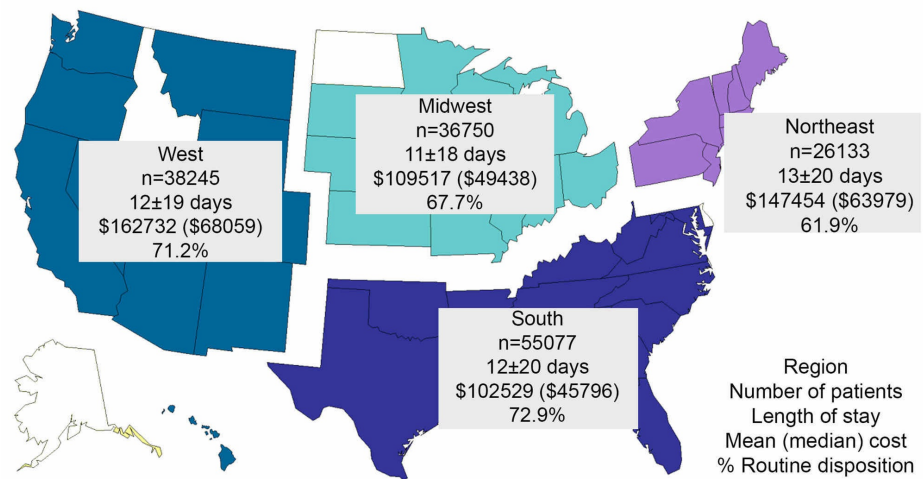 Midwest
n=36750
11±18 days
$109517 ($49438)
67.7%
Northeast
n=26133
13±20 days
$147454 ($63979)
61.9%
West
n=38245
12±19 days
$162732 ($68059)
71.2%
South
n=55077
12±20 days
$102529 ($45796)
72.9%
Region
Number of patients
Length of stay
Mean (median) cost
% Routine disposition